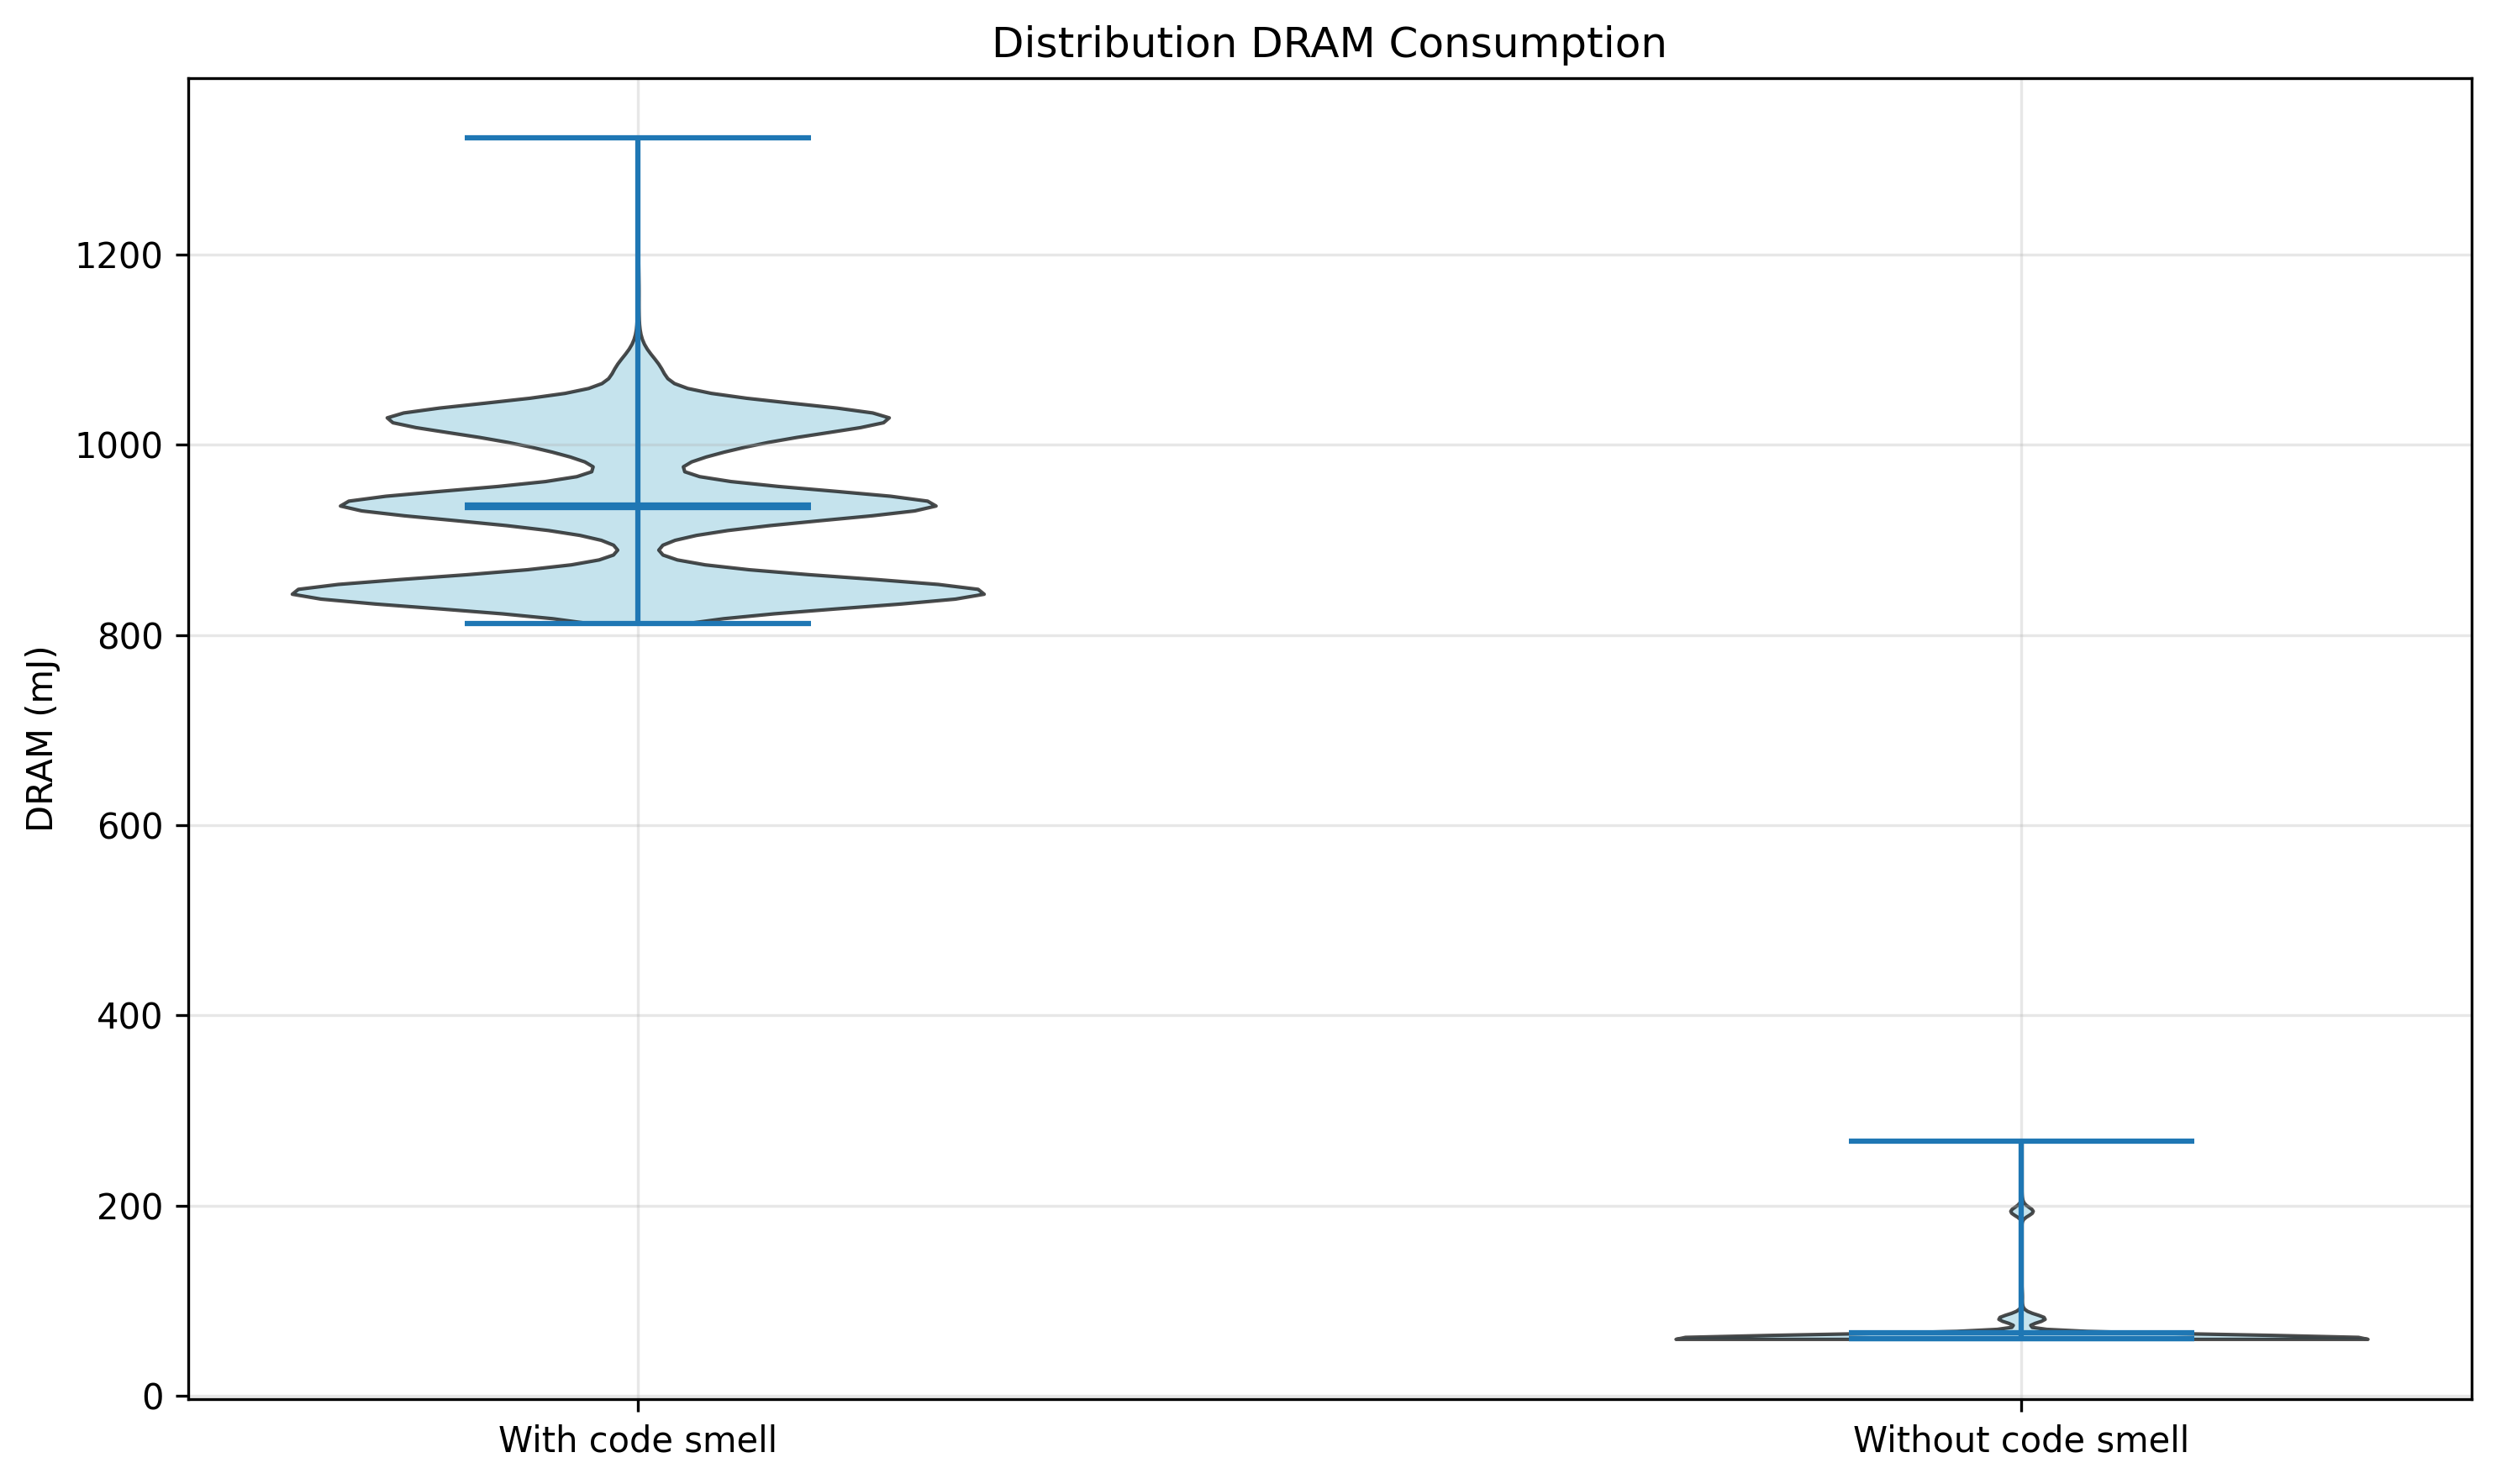 Distribution DRAM Consumption
DRAM (mJ)
1200
1000
800
600
400
200
0
With code smell
Without code smell